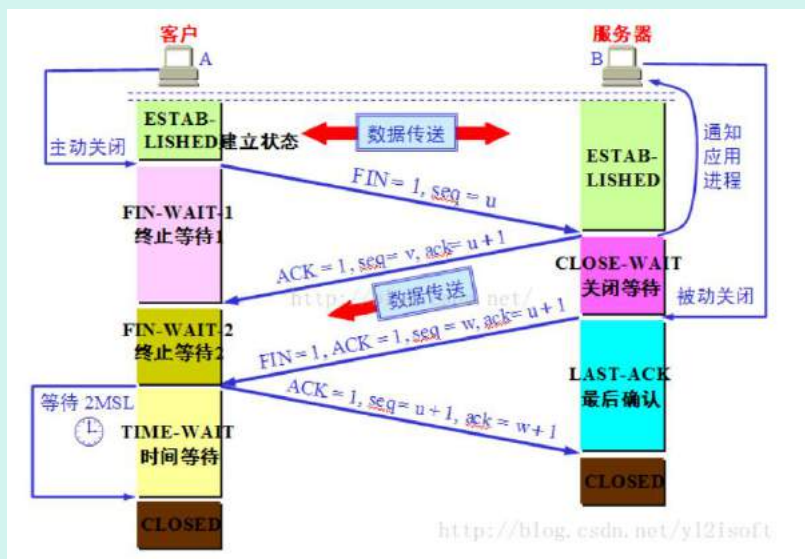 客户
服务器
A
B
ESTAB-
LISHED建立状态
数据传送
主动关闭
ESTAB-
LISHED
通知
应用
进程
FIN = 1, seq = u
FIN-WAIT-1
终止等待1
ACK = 1, seq= v, ack= u + 1
CLOSE-WAIT
关闭等待
数据传送
被动关闭
FIN-WAIT-2
终止等待2
FIN = 1, ACK = 1, seq = w, ack= u + 1
LAST-ACK
最后确认
等待 2MSL
ACK = 1, seq= u + 1, ack = w + 1
TIME-WAIT
时间等待
CLOSED
CLOSED
http://blog.csdn.net/yl2isoft